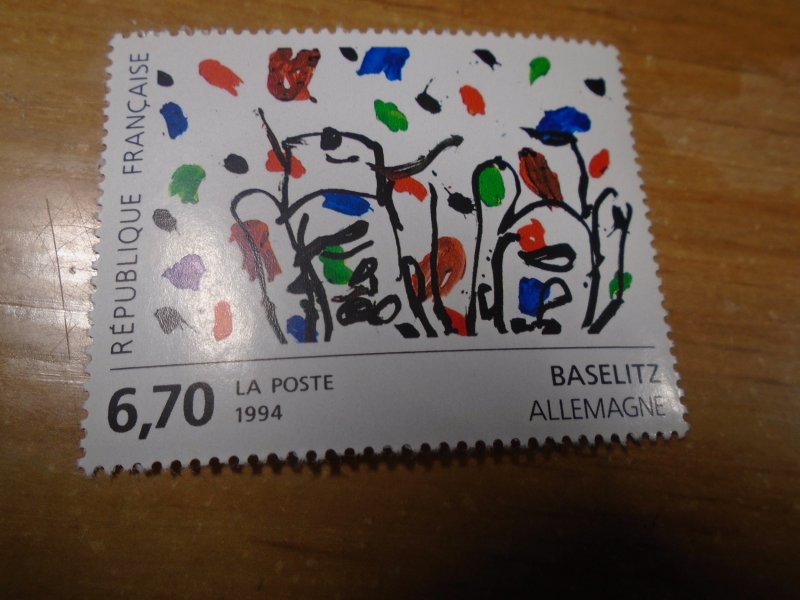 RÉPUBLIQUE FRANÇAISE
6,70
LA POSTE
1994
BASELITZ
ALLEMAGNE